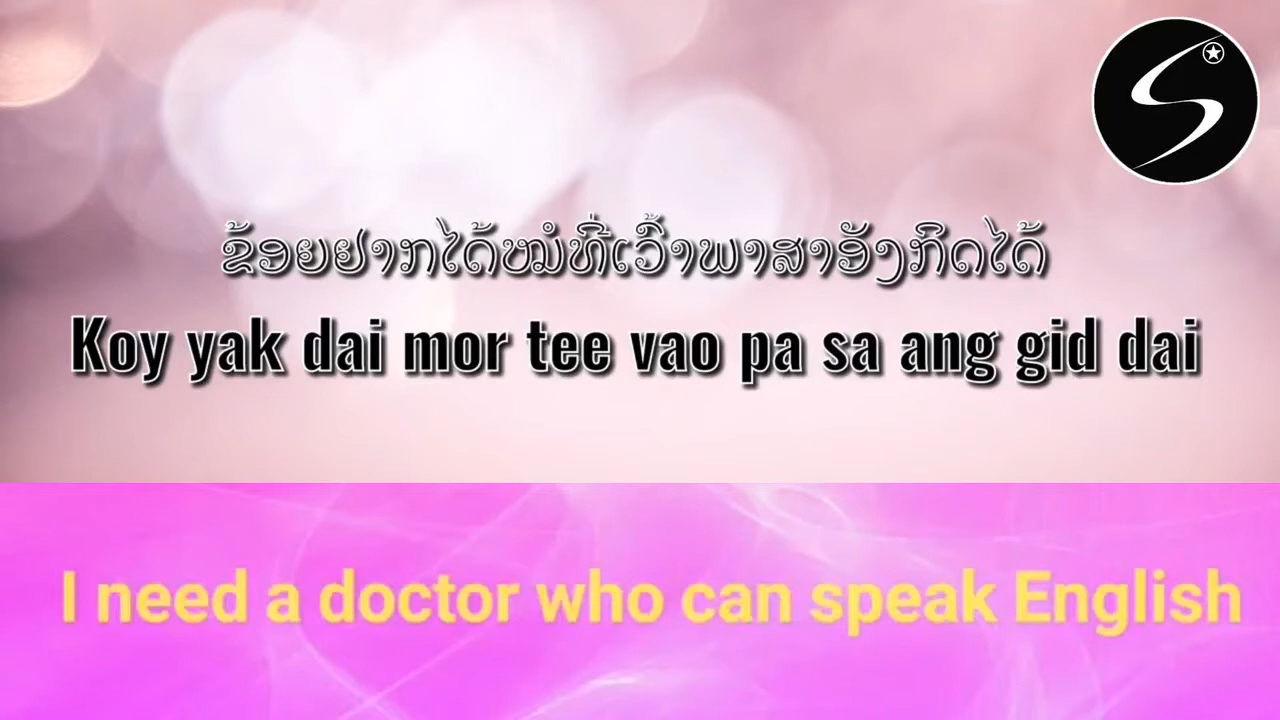 ຂ້ອຍຢາກໄດ້ໝໍທີ່ເວົ້າພາສາອັງກິດໄດ້
Koy yak dai mor tee vao pa sa ang gid dai
I need a doctor who can speak English